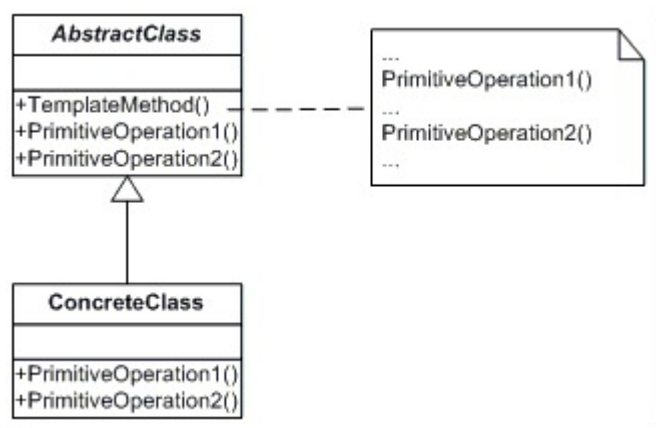 AbstractClass
+TemplateMethod()
+PrimitiveOperation1()
+PrimitiveOperation2()
...
PrimitiveOperation1()
...
PrimitiveOperation2()
...
ConcreteClass
+PrimitiveOperation1()
+PrimitiveOperation2()